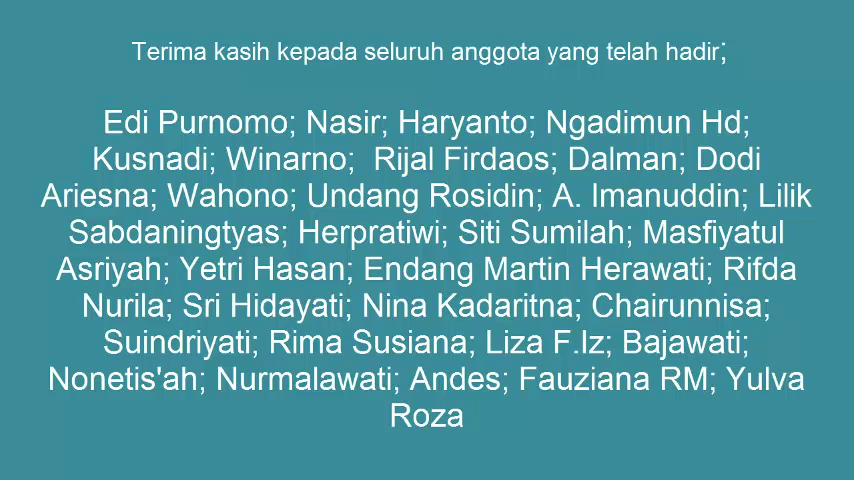 Terima kasih kepada seluruh anggota yang telah hadir;
Edi Purnomo; Nasir; Haryanto; Ngadimun Hd;
Kusnadi; Winarno;  Rijal Firdaos; Dalman; Dodi
Ariesna; Wahono; Undang Rosidin; A. Imanuddin; Lilik
Sabdaningtyas; Herpratiwi; Siti Sumilah; Masfiyatul
Asriyah; Yetri Hasan; Endang Martin Herawati; Rifda
Nurila; Sri Hidayati; Nina Kadaritna; Chairunnisa;
Suindriyati; Rima Susiana; Liza F.Iz; Bajawati;
Nonetis'ah; Nurmalawati; Andes; Fauziana RM; Yulva
Roza